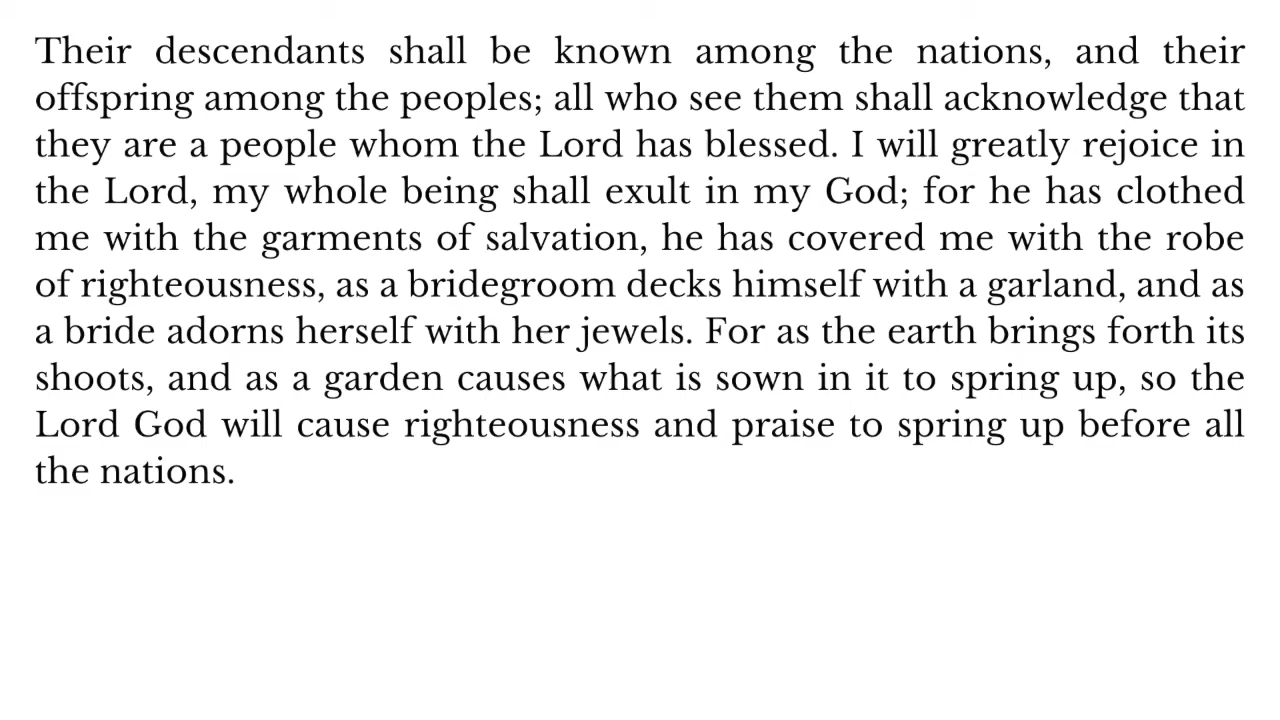 Their descendants shall be known among the nations, and their
offspring among the peoples; all who see them shall acknowledge that
they are a people whom the Lord has blessed. I will greatly rejoice in
the Lord, my whole being shall exult in my God; for he has clothed
me with the garments of salvation, he has covered me with the robe
of righteousness, as a bridegroom decks himself with a garland, and as
a bride adorns herself with her jewels. For as the earth brings forth its
shoots, and as a garden causes what is sown in it to spring up, so the
Lord God will cause righteousness and praise to spring up before all
the nations.